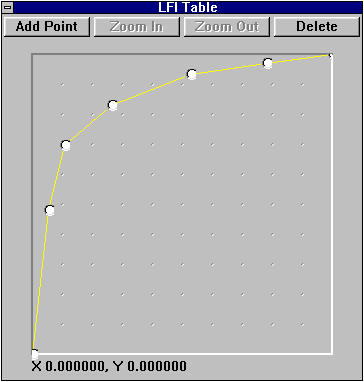 LFI Table
Add Point Zoom In Zoom Out Delete
X 0.000000, Y 0.000000